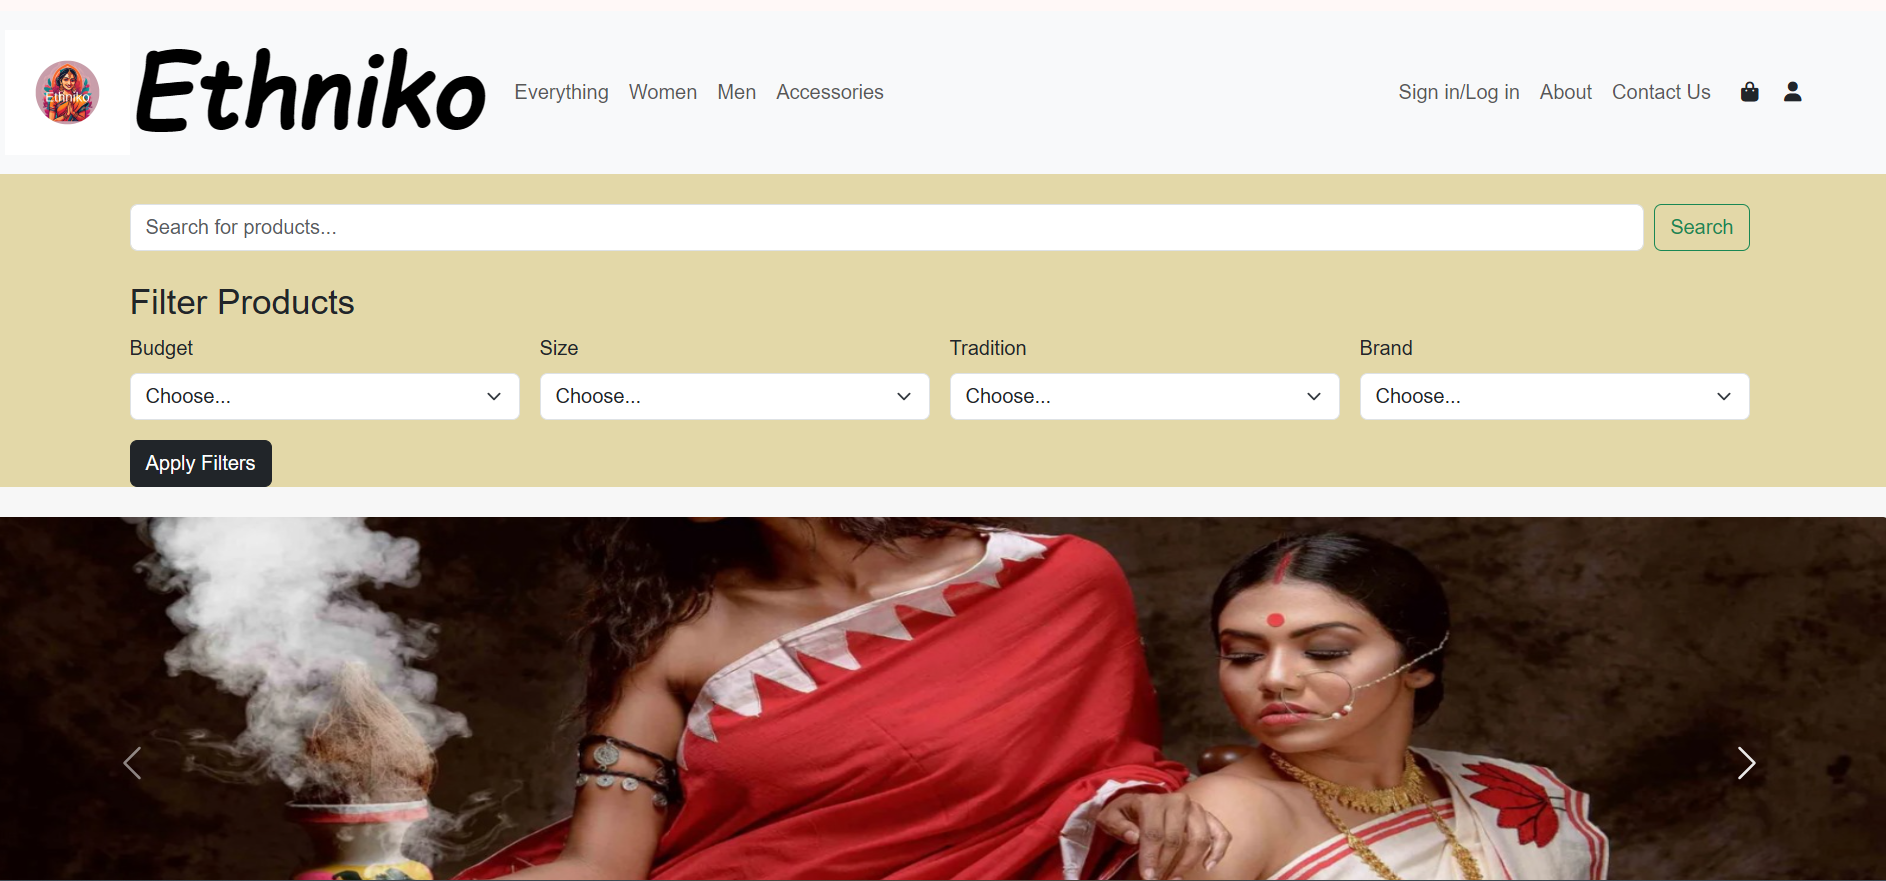 Ethniko
Ethniko
Everything Women Men Accessories
Sign in/Log in About Contact Us
Search for products...
Search
Filter Products
Budget Size Tradition Brand
Choose... Choose... Choose... Choose...
Apply Filters